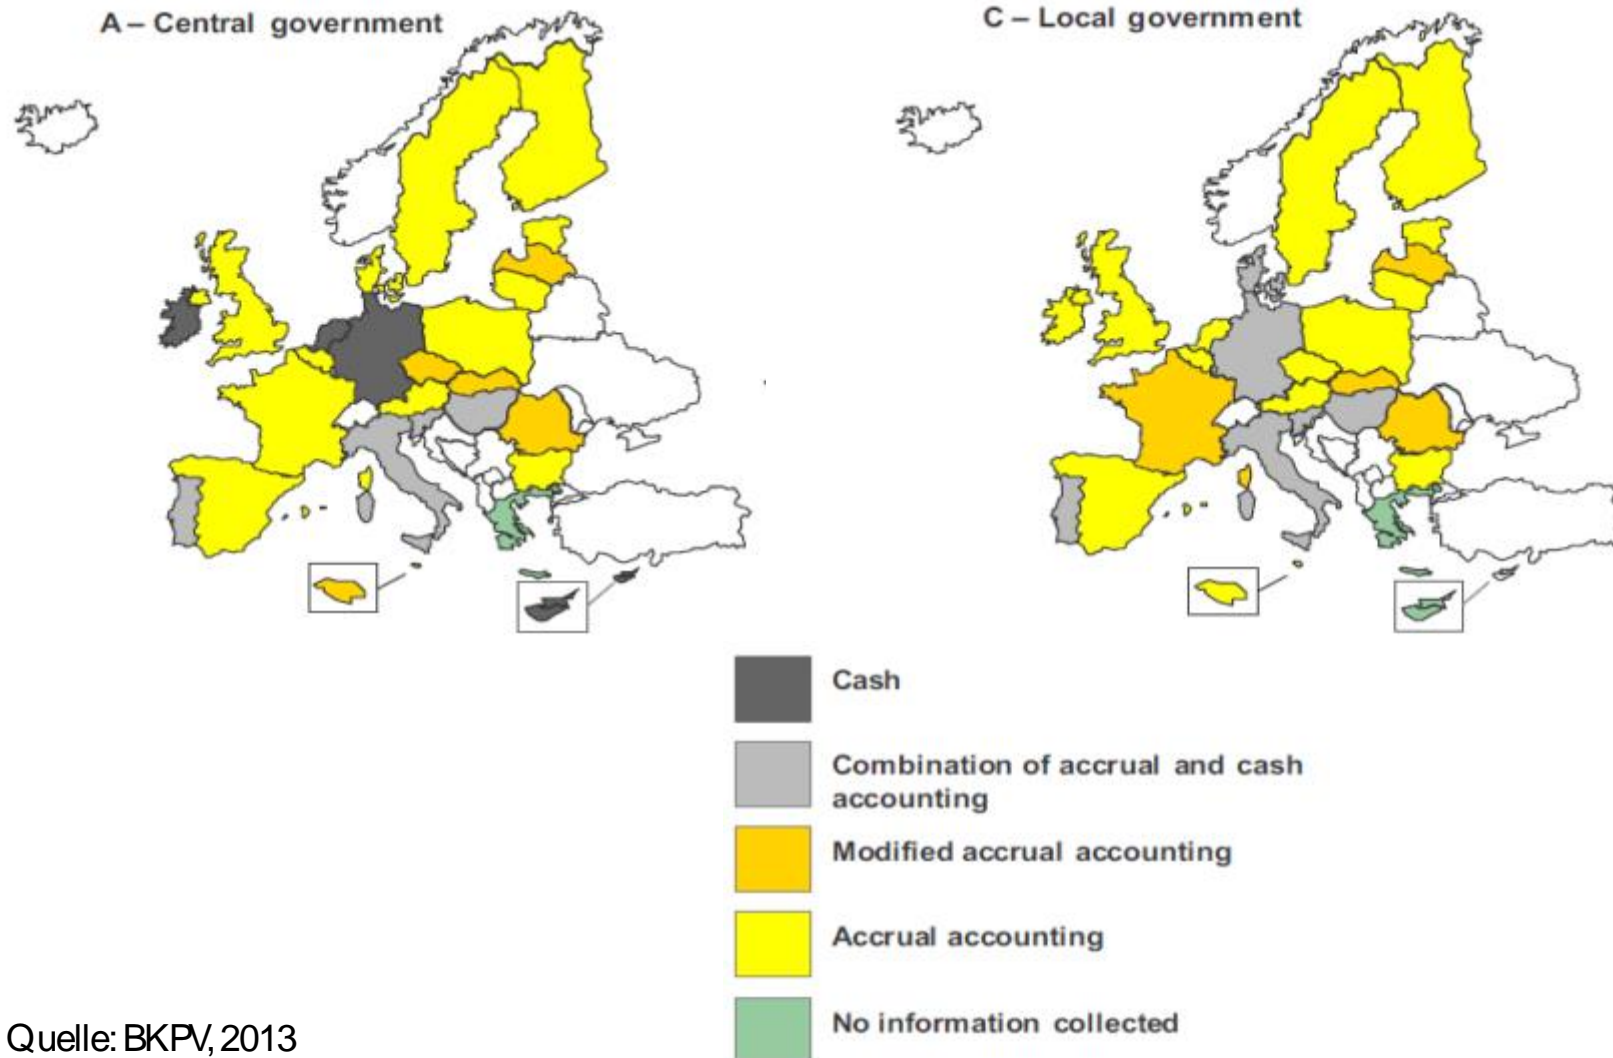 A – Central government
C – Local government
Cash
Combination of accrual and cash
accounting
Modified accrual accounting
Accrual accounting
No information collected
Quelle: BKPV, 2013